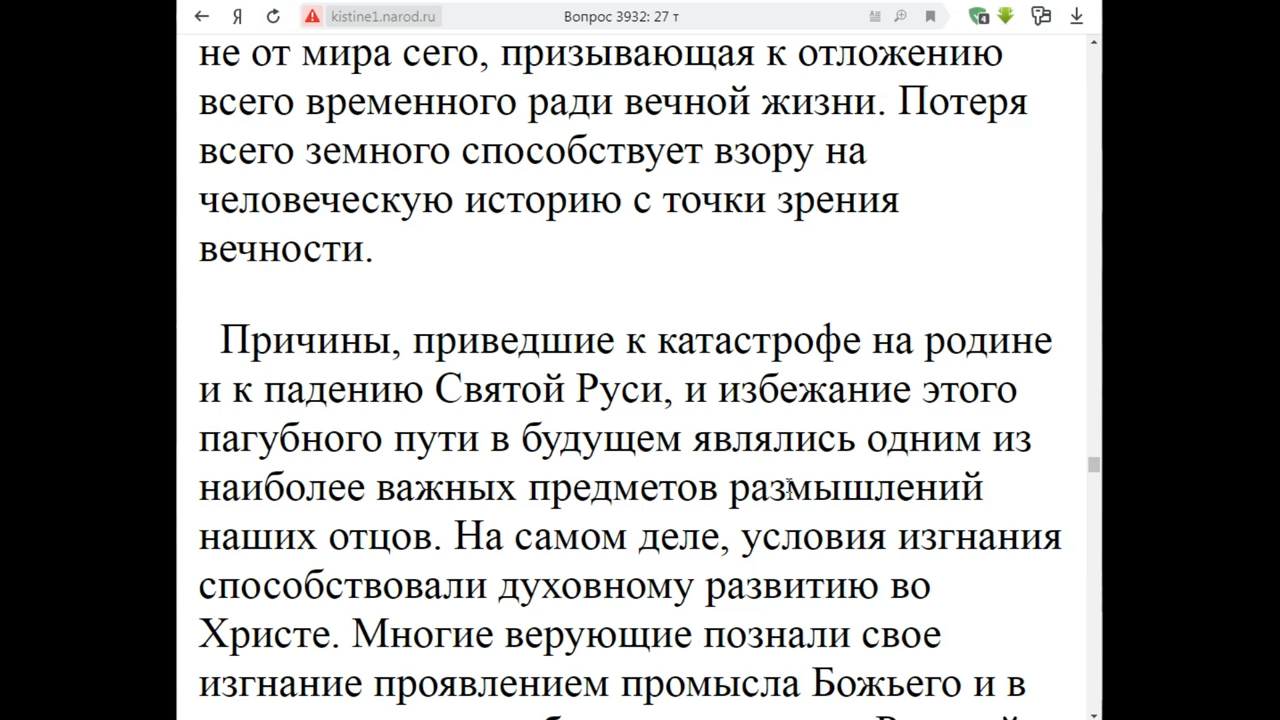 Я kistine1.narod.ru Вопрос 3932: 27 т 4
не от мира сего, призывающая к отложению
всего временного ради вечной жизни. Потеря
всего земного способствует взору на
человеческую историю с точки зрения
вечности.
Причины, приведшие к катастрофе на родине
и к падению Святой Руси, и избежание этого
пагубного пути в будущем являлись одним из
наиболее важных предметов размышлений
наших отцов. На самом деле, условия изгнания
способствовали духовному развитию во
Христе. Многие верующие познали свое
изгнание проявлением промысла Божьего и в